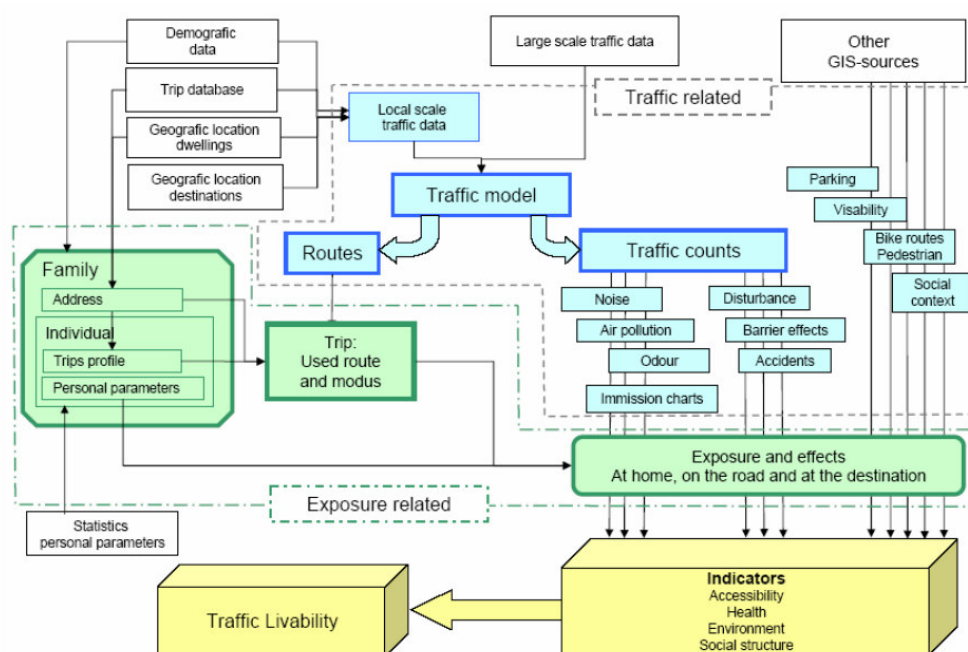 Demografic
data
Large scale traffic data
Other
GIS-sources
Trip database
Traffic related
Local scale
traffic data
Geografic location
dwellings
Geografic location
destinations
Parking
Traffic model
Visability
Routes
Traffic counts
Bike routes
Pedestrian
Family
Social
context
Address
Noise
Disturbance
Individual
Air pollution
Barrier effects
Trips profile
Trip:
Used route
and modus
Odour
Accidents
Personal parameters
Immission charts
Exposure and effects
At home, on the road and at the destination
Exposure related
Statistics
personal parameters
Indicators
Accessibility
Health
Environment
Social structure
Traffic Livability